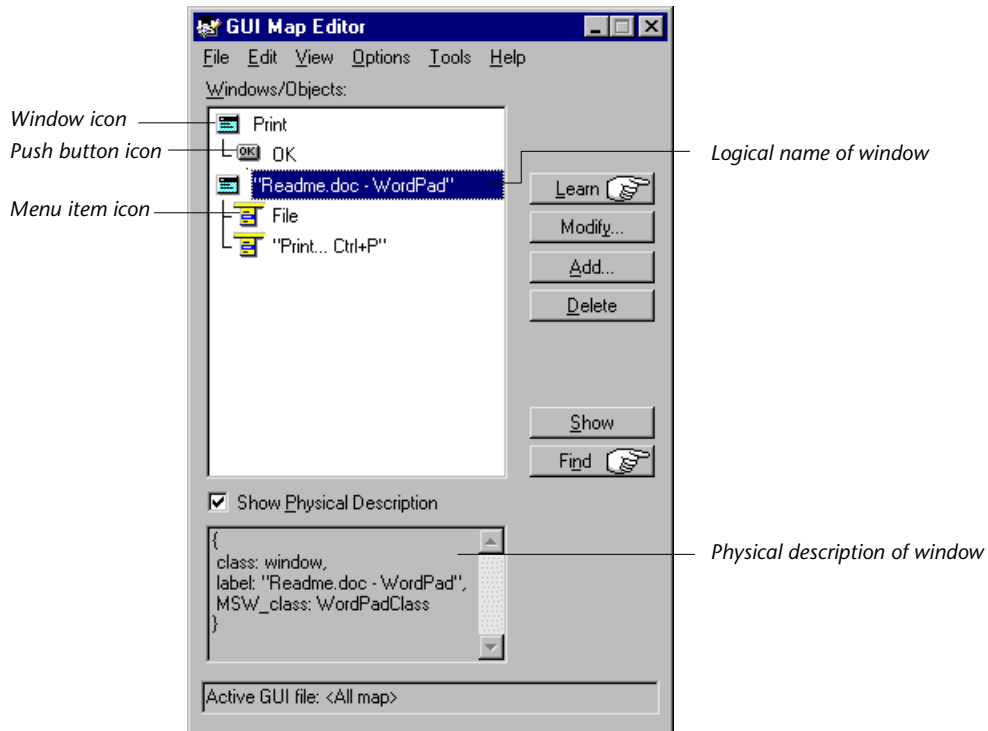 GUI Map Editor
File Edit View Options Tools Help
Windows/Objects:
Window icon
Print
Push button icon
OK
OK
Logical name of window
"Readme.doc - WordPad"
Learn
Menu item icon
File
Modify...
"Print... Ctrl+P"
Add...
Delete
Show
Find
Show Physical Description
{
class: window,
label: "Readme.doc - WordPad",
MSW_class: WordPadClass
}
Physical description of window
Active GUI file: <All map>